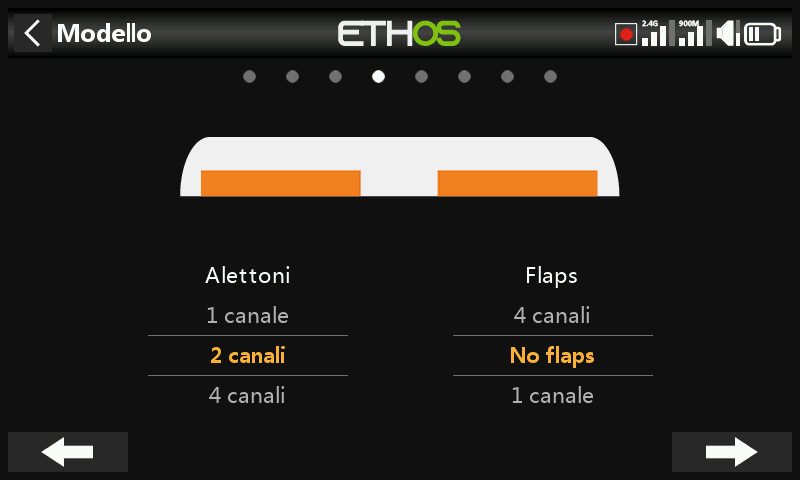 Modello
ETHOS
2.4G
900M
Alettoni
Flaps
1 canale
4 canali
2 canali
No flaps
4 canali
1 canale